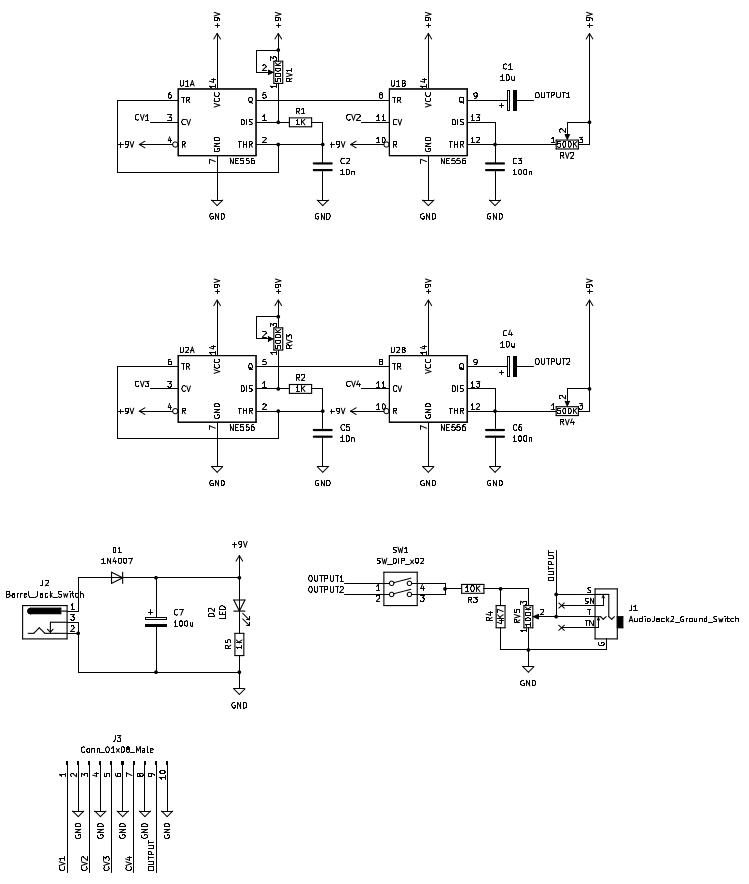 +9V +9V +9V +9V
U1A 14 VCC 3 2 500K 1 RV1 U1B 14 VCC C1 10u
6 TR Q 5 8 TR Q 9 + OUTPUT1
CV1 3 CV DIS 1 R1 1K CV2 11 CV DIS 13 2
+9V 4 R THR 2 +9V 10 R THR 12 1 500K 3
GND 7 NE556 GND 7 NE556 RV2
C2 10n C3 100n
GND GND GND GND
+9V +9V +9V +9V
U2A 14 VCC 3 2 500K 1 RV3 U2B 14 VCC C4 10u
6 TR Q 5 8 TR Q 9 + OUTPUT2
CV3 3 CV DIS 1 R2 1K CV4 11 CV DIS 13 2
+9V 4 R THR 2 +9V 10 R THR 12 1 500K 3
GND 7 NE556 GND 7 NE556 RV4
C5 10n C6 100n
GND GND GND GND
D1
1N4007
+9V
J2
Barrel_Jack_Switch
1
3
2
+ C7
100u
D2
LED
R5 1K
GND
SW1
SW_DIP_x02
OUTPUT1 1 4
OUTPUT2 2 3
10K
R3
R4 4K7
RV5 100K 3 2 1
GND
OUTPUT
S
SN
T
TN
G
J1
AudioJack2_Ground_Switch
J3
Conn_01x08_Male
1 2 3 4 5 6 7 8 9 10
GND GND GND GND GND
CV1 CV2 CV3 CV4 OUTPUT